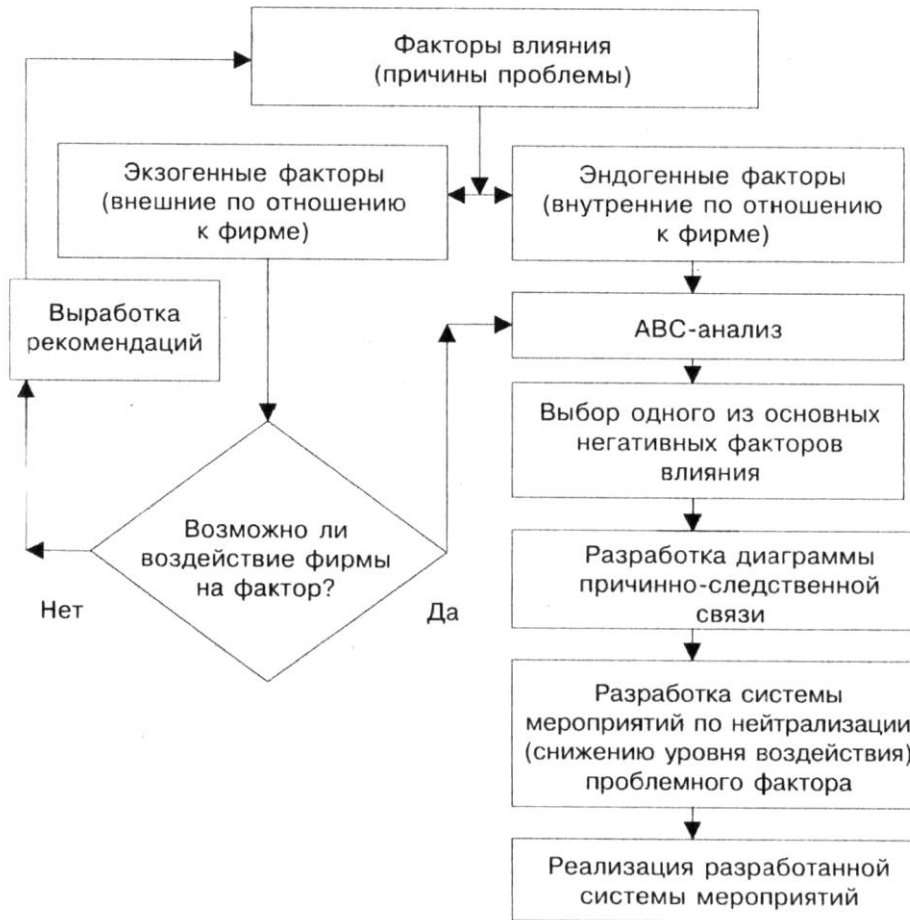 Факторы влияния
(причины проблемы)
Экзогенные факторы
(внешние по отношению
к фирме)
Эндогенные факторы
(внутренние по отношению
к фирме)
Выработка
рекомендаций
АВС-анализ
Выбор одного из основных
негативных факторов
влияния
Возможно ли
воздействие фирмы
на фактор?
Нет
Да
Разработка диаграммы
причинно-следственной
связи
Разработка системы
мероприятий по нейтрализации
(снижению уровня воздействия)
проблемного фактора
Реализация разработанной
системы мероприятий